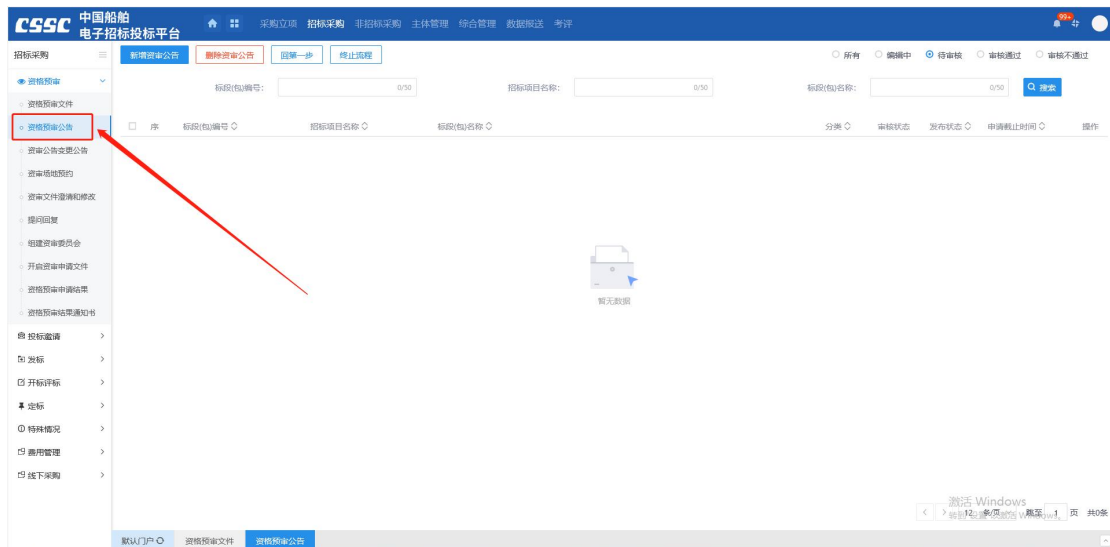 CSSC 中国船舶
电子招标投标平台
采购立项 招标采购 非招标采购 主体管理 综合管理 数据报送 考评
99+
招标采购
新增资审公告 删除资审公告 回第一步 终止流程
所有 编辑中 待审核 审核通过 审核不通过
资格预审
标段(包)编号: 0/50 招标项目名称: 0/50 标段(包)名称: 0/50 搜索
资格预审文件
资格预审公告
序 标段(包)编号 招标项目名称 标段(包)名称 分类 审核状态 发布状态 申请截止时间 操作
资审公告变更公告
资审场地预约
资审文件澄清和修改
提问回复
组建资审委员会
开启资审申请文件
资格预审申请结果
暂无数据
资格预审结果通知书
投标邀请
发标
开标评标
定标
特殊情况
费用管理
线下采购
激活 Windows
12 条/页 跳至 1 页 共0条
默认门户 资格预审文件 资格预审公告